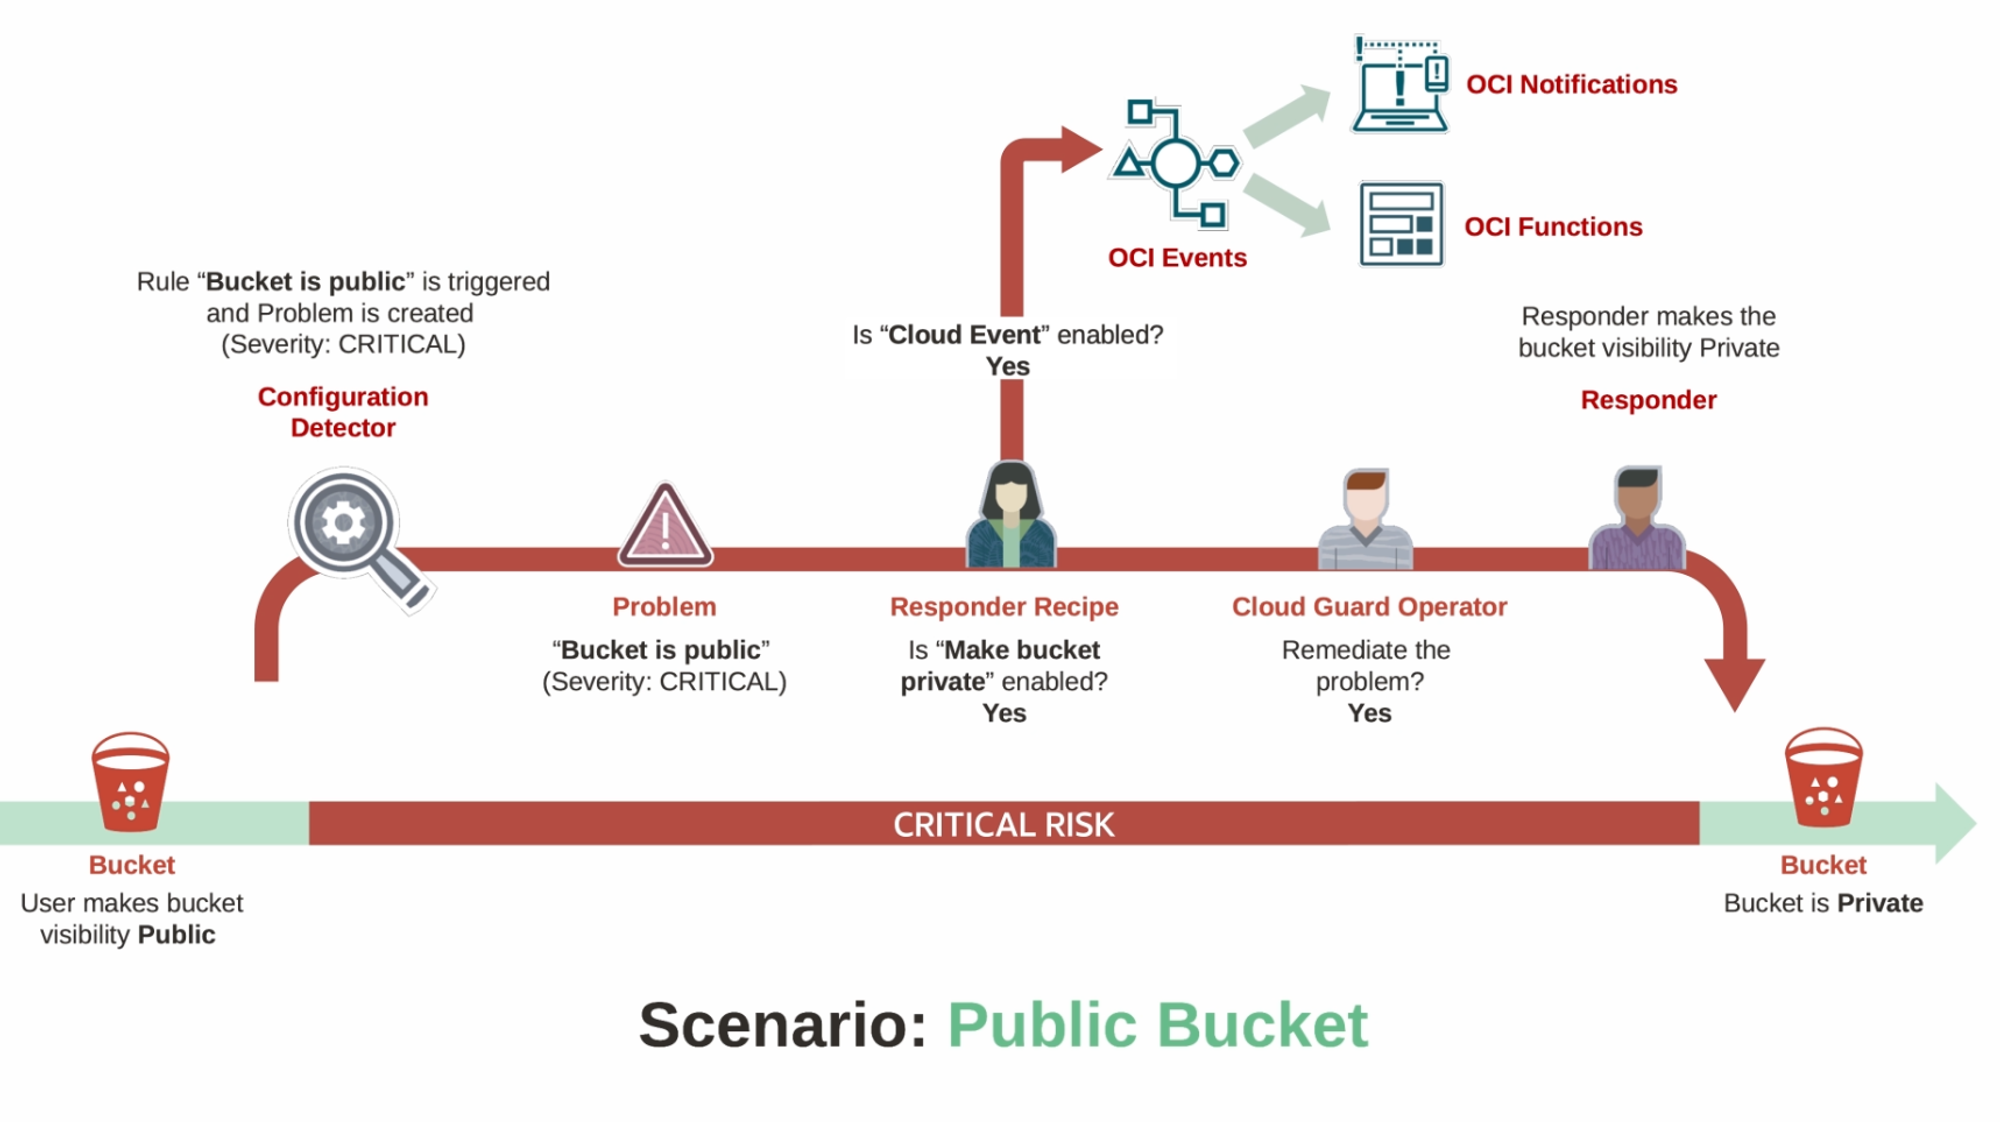 OCI Notifications
OCI Functions
OCI Events
Rule “Bucket is public” is triggered
and Problem is created
(Severity: CRITICAL)
Configuration
Detector
Is “Cloud Event” enabled?
Yes
Responder makes the
bucket visibility Private
Responder
Problem
“Bucket is public”
(Severity: CRITICAL)
Responder Recipe
Is “Make bucket
private” enabled?
Yes
Cloud Guard Operator
Remediate the
problem?
Yes
CRITICAL RISK
Bucket
User makes bucket
visibility Public
Bucket
Bucket is Private
Scenario: Public Bucket